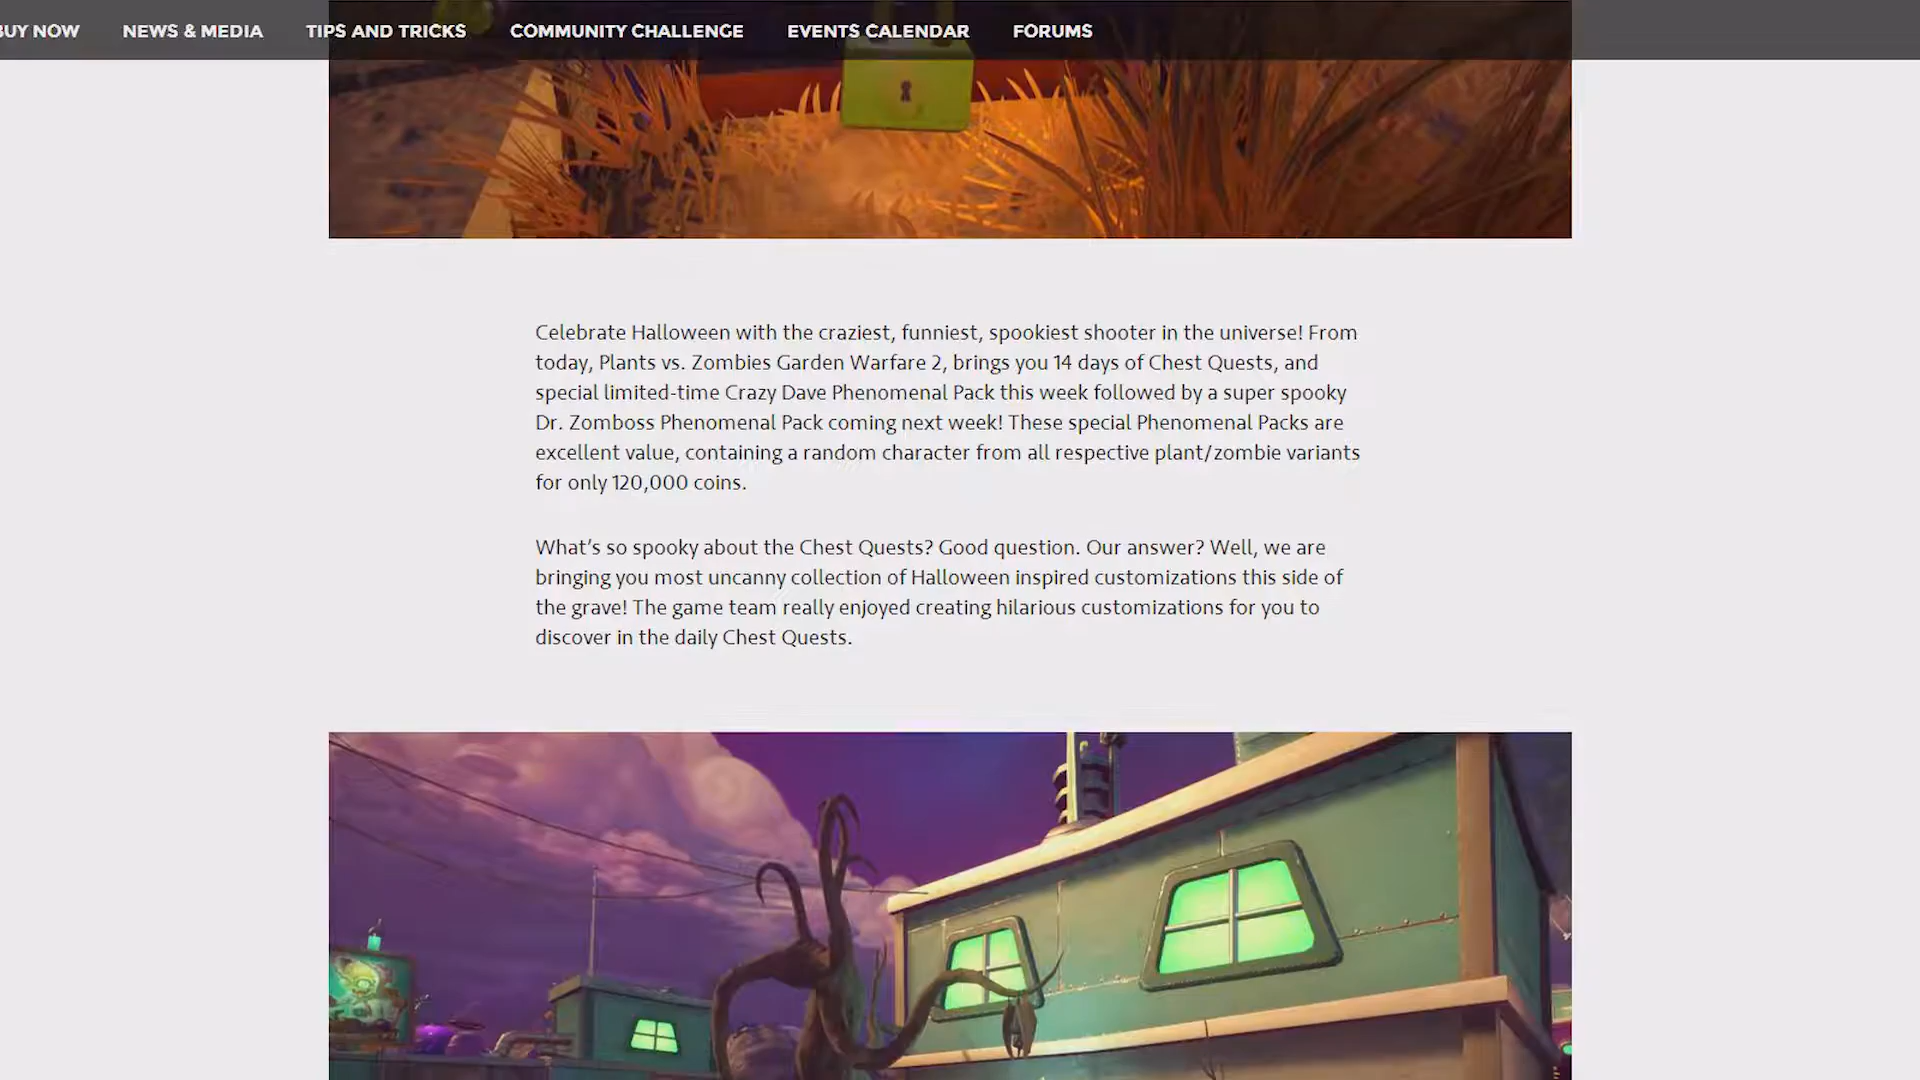 BUY NOW NEWS & MEDIA TIPS AND TRICKS COMMUNITY CHALLENGE EVENTS CALENDAR FORUMS
Celebrate Halloween with the craziest, funniest, spookiest shooter in the universe! From
today, Plants vs. Zombies Garden Warfare 2, brings you 14 days of Chest Quests, and
special limited-time Crazy Dave Phenomenal Pack this week followed by a super spooky
Dr. Zomboss Phenomenal Pack coming next week! These special Phenomenal Packs are
excellent value, containing a random character from all respective plant/zombie variants
for only 120,000 coins.
What's so spooky about the Chest Quests? Good question. Our answer? Well, we are
bringing you most uncanny collection of Halloween inspired customizations this side of
the grave! The game team really enjoyed creating hilarious customizations for you to
discover in the daily Chest Quests.